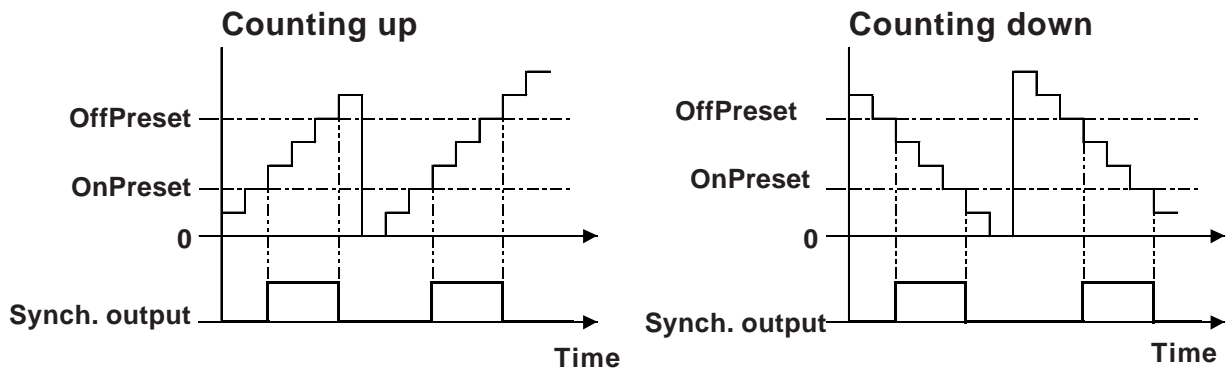 Counting up
OffPreset
OnPreset
0
Synch. output
Time
Counting down
OffPreset
OnPreset
0
Synch. output
Time